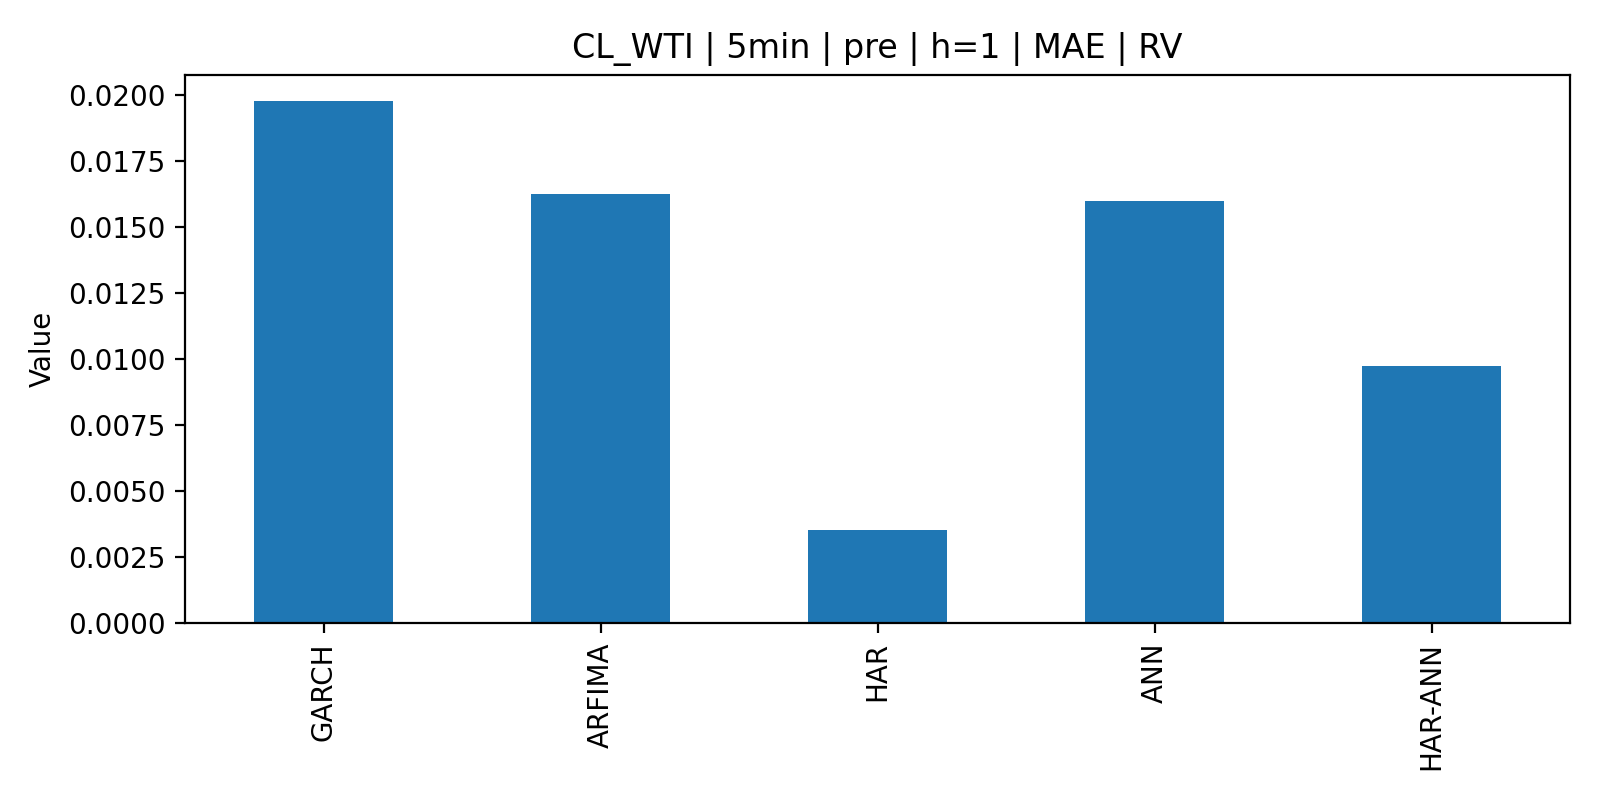 CL_WTI | 5min | pre | h=1 | MAE | RV
Value
0.0200
0.0175
0.0150
0.0125
0.0100
0.0075
0.0050
0.0025
0.0000
GARCH
ARFIMA
HAR
ANN
HAR-ANN